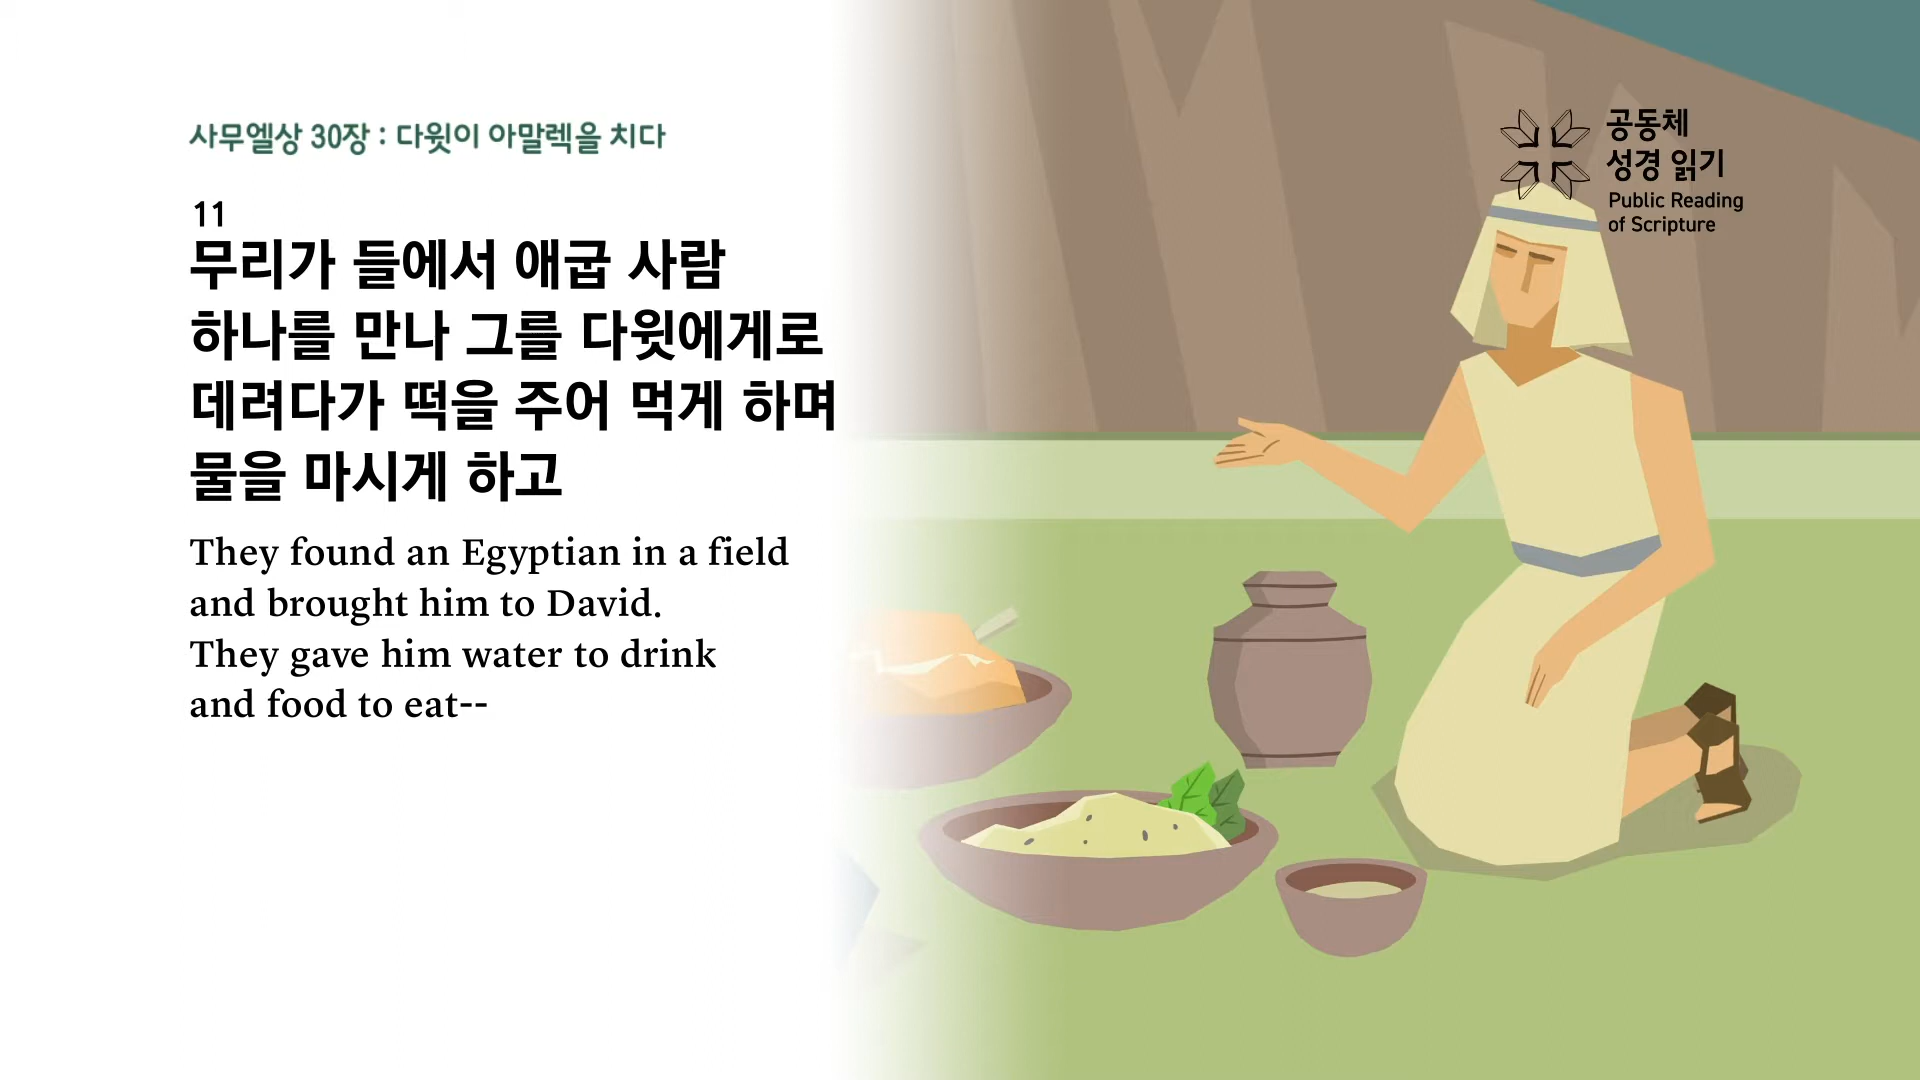 사무엘상 30장 : 다윗이 아말렉을 치다
11
무리가 들에서 애굽 사람
하나를 만나 그를 다윗에게로
데려다가 떡을 주어 먹게 하며
물을 마시게 하고
They found an Egyptian in a field
and brought him to David.
They gave him water to drink
and food to eat--
공동체
성경 읽기
Public Reading
of Scripture